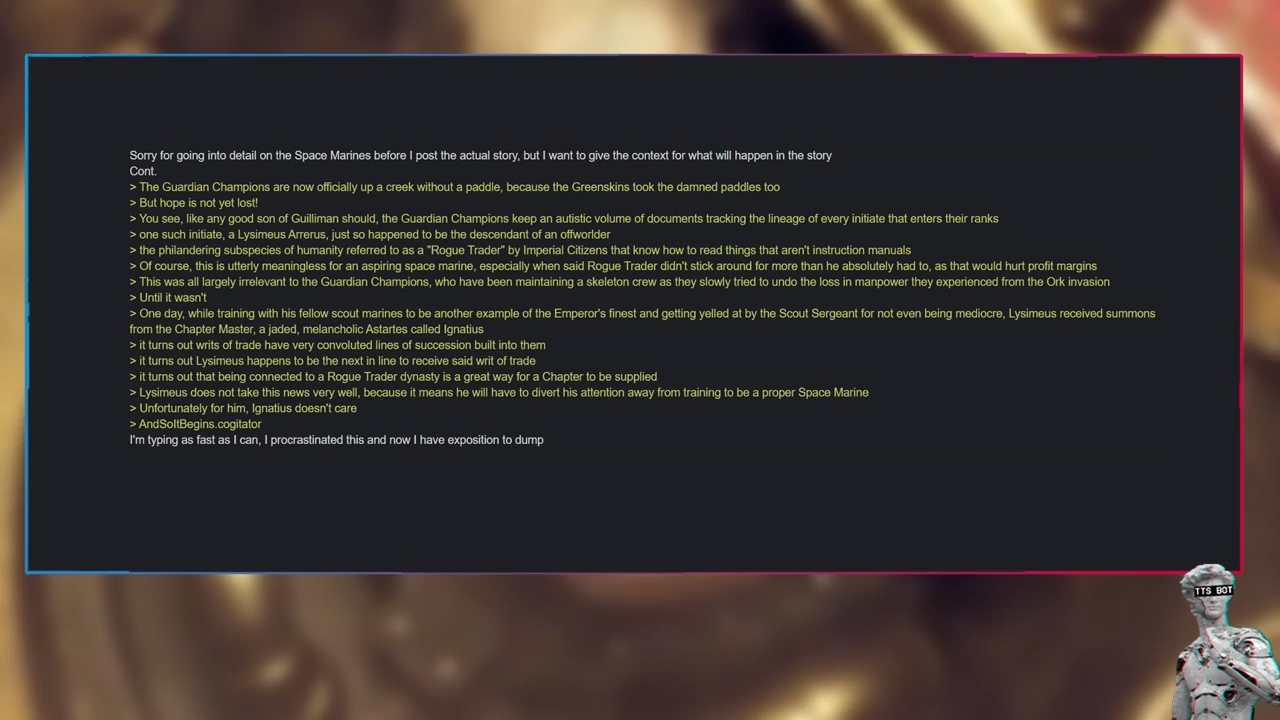 Sorry for going into detail on the Space Marines before I post the actual story, but I want to give the context for what will happen in the story
Cont.
> The Guardian Champions are now officially up a creek without a paddle, because the Greenskins took the damned paddles too
> But hope is not yet lost!
> You see, like any good son of Guilliman should, the Guardian Champions keep an autistic volume of documents tracking the lineage of every initiate that enters their ranks
> one such initiate, a Lysimeus Arrerus, just so happened to be the descendant of an offworlder
> the philandering subspecies of humanity referred to as a "Rogue Trader" by Imperial Citizens that know how to read things that aren't instruction manuals
> Of course, this is utterly meaningless for an aspiring space marine, especially when said Rogue Trader didn't stick around for more than he absolutely had to, as that would hurt profit margins
> This was all largely irrelevant to the Guardian Champions, who have been maintaining a skeleton crew as they slowly tried to undo the loss in manpower they experienced from the Ork invasion
> Until it wasn't
> One day, while training with his fellow scout marines to be another example of the Emperor's finest and getting yelled at by the Scout Sergeant for not even being mediocre, Lysimeus received summons
from the Chapter Master, a jaded, melancholic Astartes called Ignatius
> it turns out writs of trade have very convoluted lines of succession built into them
> it turns out Lysimeus happens to be the next in line to receive said writ of trade
> it turns out that being connected to a Rogue Trader dynasty is a great way for a Chapter to be supplied
> Lysimeus does not take this news very well, because it means he will have to divert his attention away from training to be a proper Space Marine
> Unfortunately for him, Ignatius doesn't care
> AndSoItBegins.cogitator
I'm typing as fast as I can, I procrastinated this and now I have exposition to dump
TTS BOT